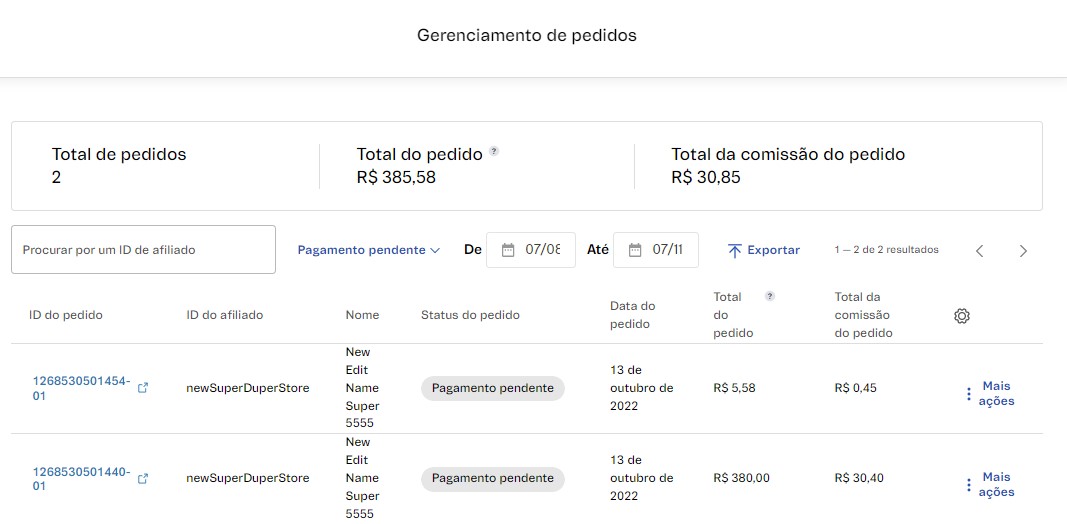 Gerenciamento de pedidos
Total de pedidos
2
Total do pedido ?
R$ 385,58
Total da comissão do pedido
R$ 30,85
Procurar por um ID de afiliado
Pagamento pendente
De
07/08
Até
07/11
Exportar
1 — 2 de 2 resultados
ID do pedido
ID do afiliado
Nome
Status do pedido
Data do
pedido
Total ?
do
pedido
Total da
comissão
do pedido
1268530501454-
01
newSuperDuperStore
New
Edit
Name
Super
5555
Pagamento pendente
13 de
outubro de
2022
R$ 5,58
R$ 0,45
Mais
ações
1268530501440-
01
newSuperDuperStore
New
Edit
Name
Super
5555
Pagamento pendente
13 de
outubro de
2022
R$ 380,00
R$ 30,40
Mais
ações